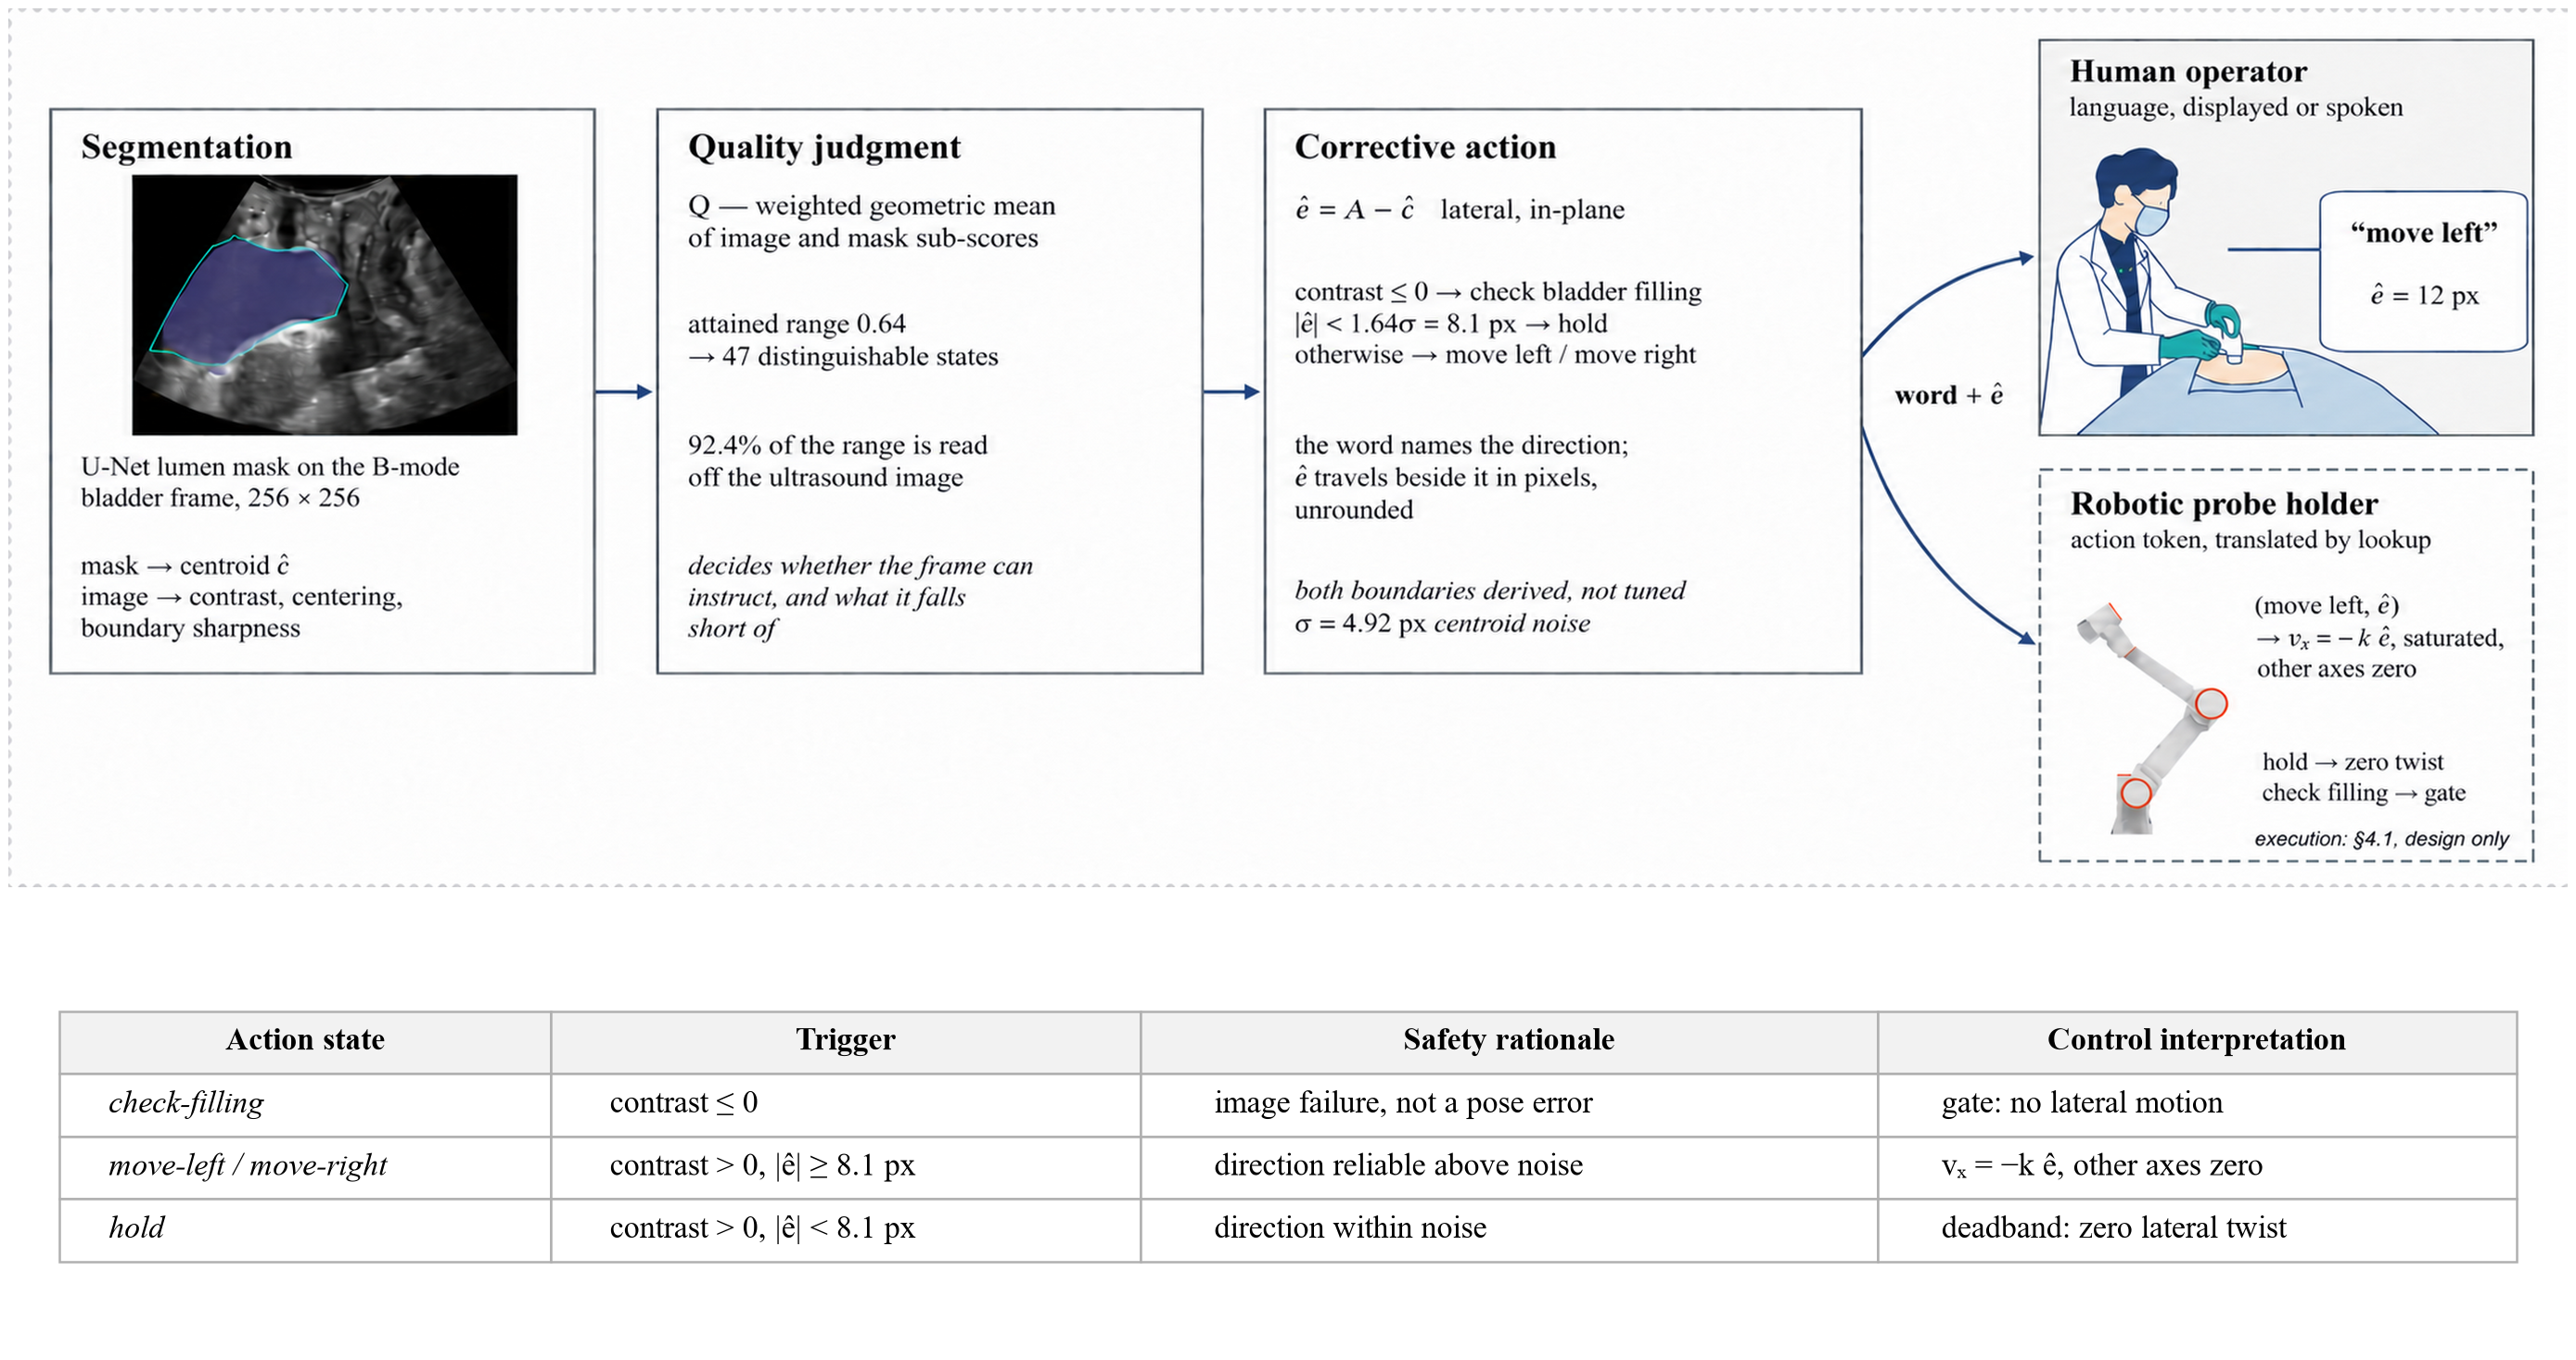 Segmentation
U-Net lumen mask on the B-mode
bladder frame, 256 × 256
mask → centroid ĉ
image → contrast, centering,
boundary sharpness
Quality judgment
Q — weighted geometric mean
of image and mask sub-scores
attained range 0.64
→ 47 distinguishable states
92.4% of the range is read
off the ultrasound image
decides whether the frame can
instruct, and what it falls
short of
Corrective action
ê = A − ĉ lateral, in-plane
contrast ≤ 0 → check bladder filling
|ê| < 1.64σ = 8.1 px → hold
otherwise → move left / move right
the word names the direction;
ê travels beside it in pixels,
unrounded
both boundaries derived, not tuned
σ = 4.92 px centroid noise
word + ê
Human operator
language, displayed or spoken
“move left”
ê = 12 px
Robotic probe holder
action token, translated by lookup
(move left, ê)
→ vₓ = − k ê, saturated,
other axes zero
hold → zero twist
check filling → gate
execution: §4.1, design only
Action state Trigger Safety rationale Control interpretation
check-filling contrast ≤ 0 image failure, not a pose error gate: no lateral motion
move-left / move-right contrast > 0, |ê| ≥ 8.1 px direction reliable above noise vₓ = −k ê, other axes zero
hold contrast > 0, |ê| < 8.1 px direction within noise deadband: zero lateral twist